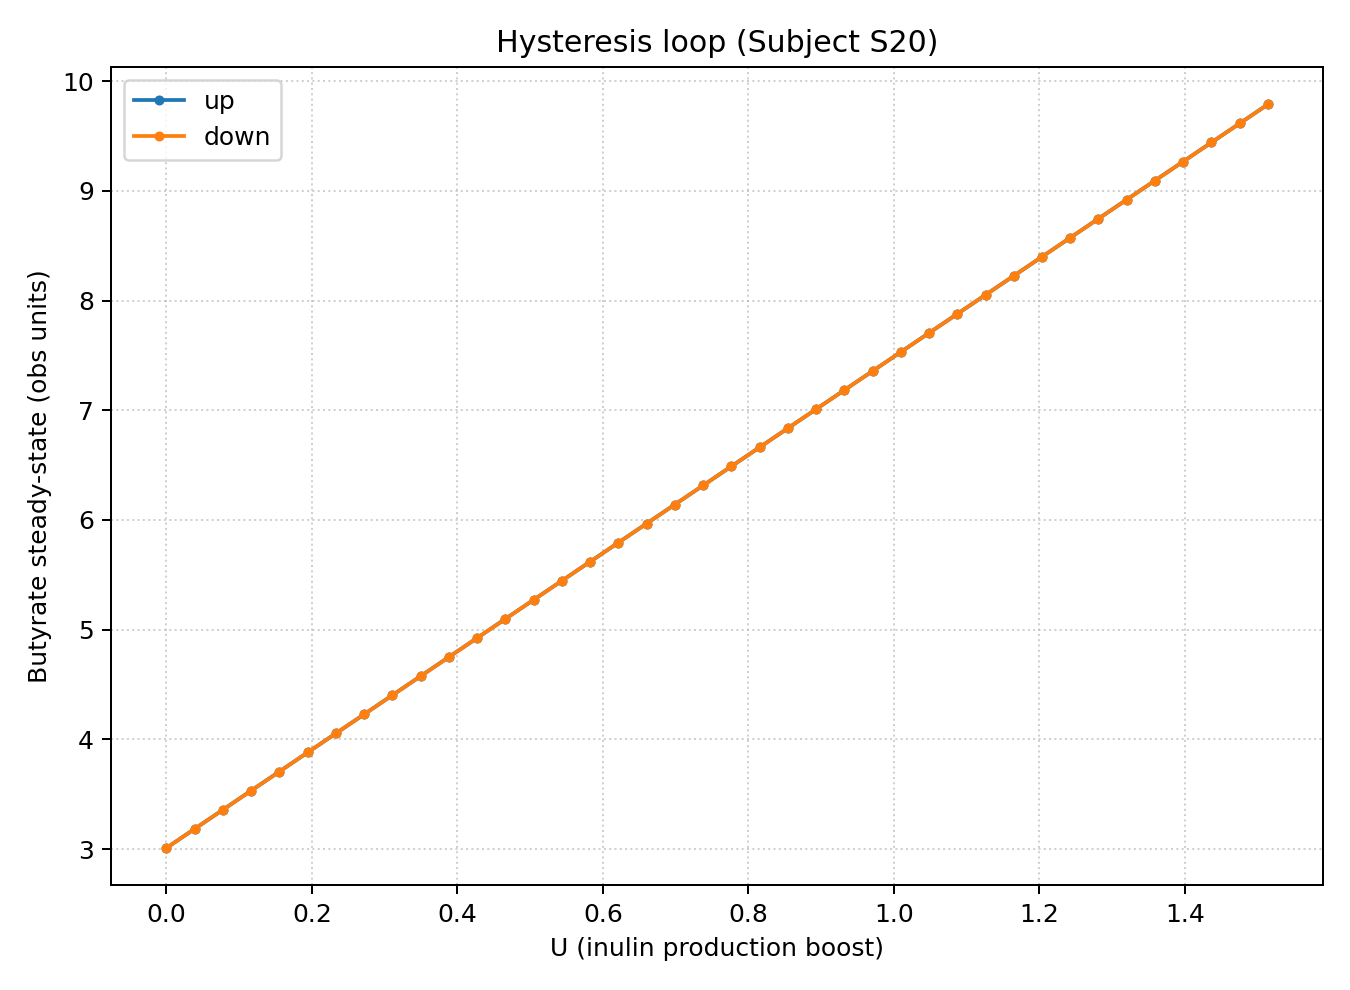 Hysteresis loop (Subject S20)
up
down
Butyrate steady-state (obs units)
10
9
8
7
6
5
4
3
0.0 0.2 0.4 0.6 0.8 1.0 1.2 1.4
U (inulin production boost)